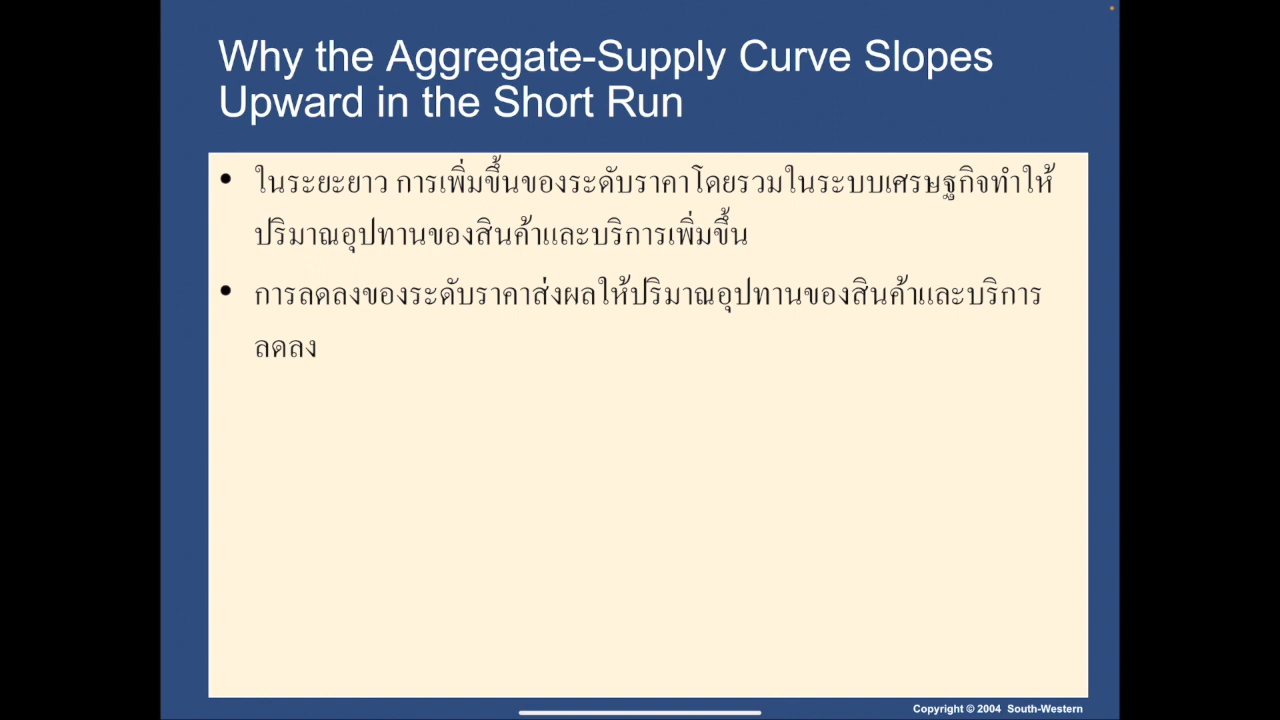 Why the Aggregate-Supply Curve Slopes
Upward in the Short Run
• ในระยะยาว การเพิ่มขึ้นของระดับราคาโดยรวมในระบบเศรษฐกิจทำให้
ปริมาณอุปทานของสินค้าและบริการเพิ่มขึ้น
• การลดลงของระดับราคาส่งผลให้ปริมาณอุปทานของสินค้าและบริการ
ลดลง
Copyright © 2004 South-Western